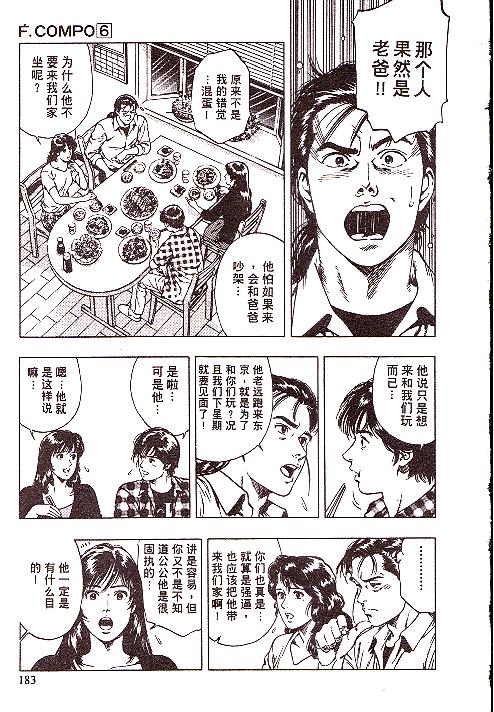 F.COMPO 6
那个人
果然是
老爸!!
原来不是
我的错觉
…混蛋！
为什么他不
要来我们家
坐呢？
他怕如果来
，会和爸爸
吵架…
他说只是想
来和我们玩
而已…
他老远跑来东
京，就是为了
和你们玩？况
且我们下星期
就要见面了！
是啦…
可是他…
嗯…他就
是这样说
嘛…
………
你们也真是…
就算是强逼，
也应该把他带
来我们家啊！
讲是容易，但
你又不是不知
道公公他是很
固执的…
他一定是
有什么目
的！
183